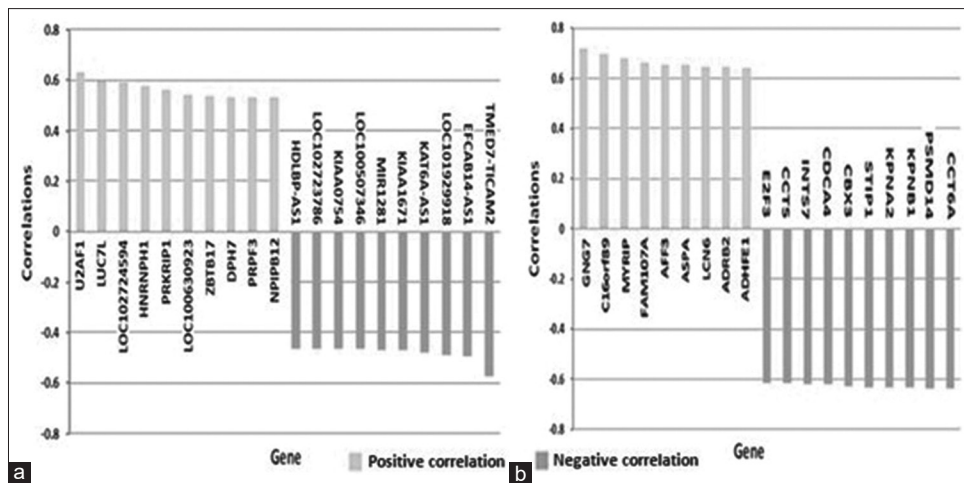 0.8
0.6
0.4
0.2
0
-0.2
-0.4
-0.6
-0.8
Correlations
U2AF1
LUC7L
LOC102724594
HNRNPH1
PRKRIP1
LOC100630923
ZBTB17
DPH7
PRPF3
NPIPB12
HDLBP-AS1
LOC102723786
KIAA0754
LOC100507346
MIR1281
KIAA1671
KAT6A-AS1
LOC101929918
EFCAB14-AS1
TMED7-TICAM2
Gene
a
Positive correlation
0.8
0.6
0.4
0.2
0
-0.2
-0.4
-0.6
-0.8
Correlations
GNG7
C16orf89
MYRIP
FAM107A
AFF3
ASPA
LCN6
ADRB2
ADHFE1
E2F3
CCT5
INTS7
CDCA4
CBX3
STIP1
KPNA2
KPNB1
PSMD14
CCT6A
Gene
b
Negative correlation